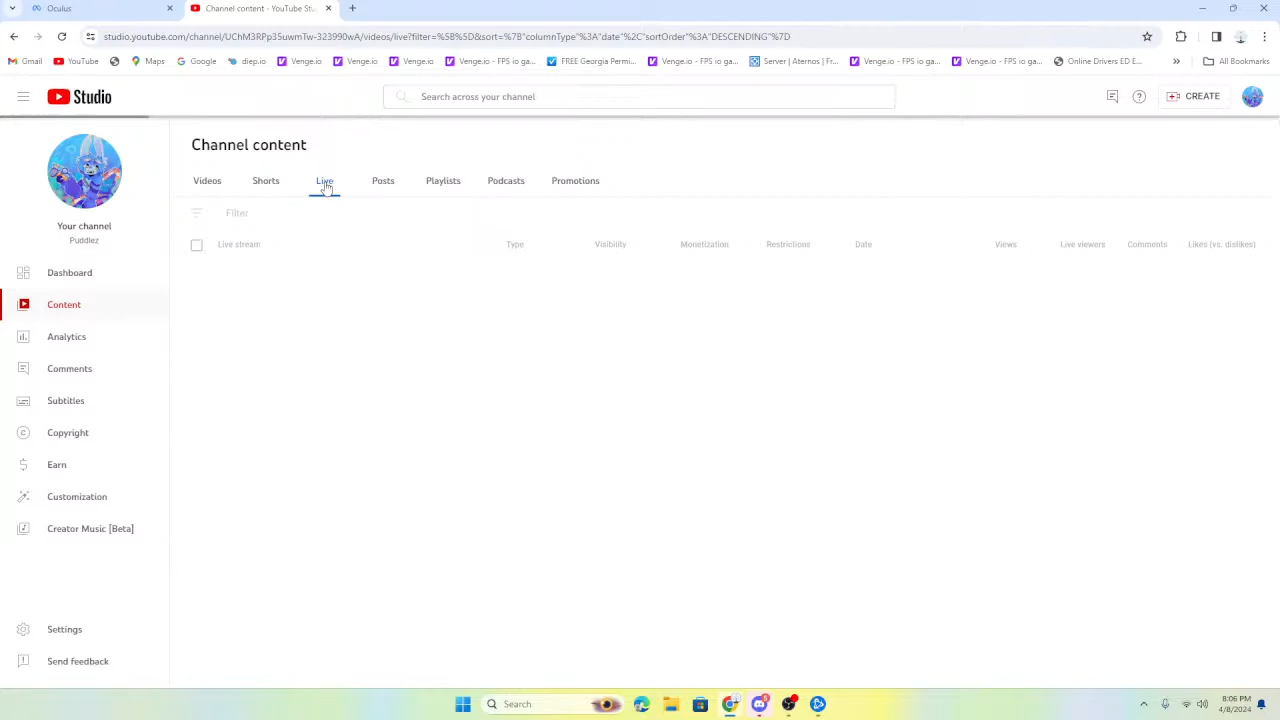 Oculus
Channel content - YouTube Stu
studio.youtube.com/channel/UChM3RPp35uwmTw-323990wA/videos/live?filter=%5B%5D&sort=%7B"columnType"%3A"date"%2C"sortOrder"%3A"DESCENDING"%7D
Gmail YouTube Maps Google diep.io Venge.io Venge.io Venge.io Venge.io - FPS io ga... FREE Georgia Permi... Venge.io - FPS io ga... Server | Aternos | Fr... Venge.io - FPS io ga... Venge.io - FPS io ga... Online Drivers ED E... All Bookmarks
Studio
Search across your channel
CREATE
Channel content
Videos Shorts Live Posts Playlists Podcasts Promotions
Filter
Live stream Type Visibility Monetization Restrictions Date Views Live viewers Comments Likes (vs. dislikes)
Your channel
Puddlez
Dashboard
Content
Analytics
Comments
Subtitles
Copyright
Earn
Customization
Creator Music [Beta]
Settings
Send feedback
Search
8:06 PM
4/8/2024